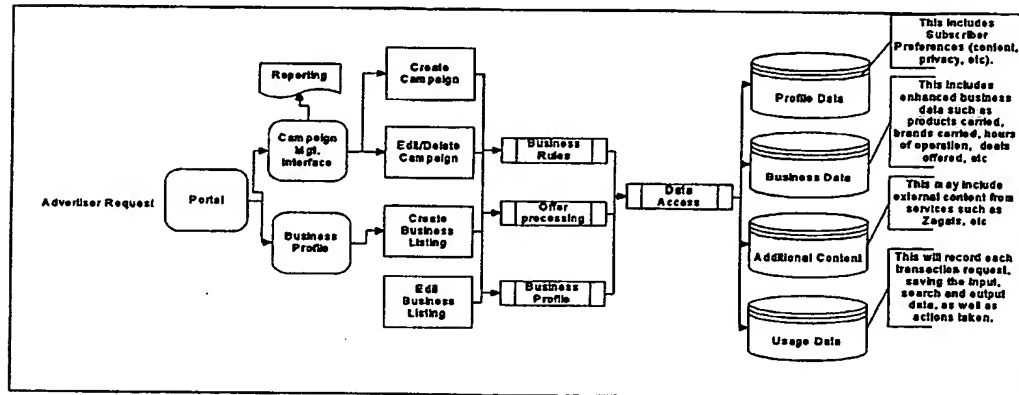 Advertiser Request
Portal
Reporting
Campaign
Mgt.
Interface
Business
Profile
Create
Campaign
Edit/Delete
Campaign
Create
Business
Listing
Edit
Business
Listing
Business
Rules
Offer
processing
Business
Profile
Data
Access
Profile Data
Business Data
Additional Content
Usage Data
This includes
Subscriber
Preferences (content,
privacy, etc).
This includes
enhanced business
data such as
products carried,
brands carried, hours
of operation, deals
offered, etc
This may include
external content from
services such as
Zagats, etc
This will record each
transaction request,
saving the input,
search and output
data, as well as
actions taken.